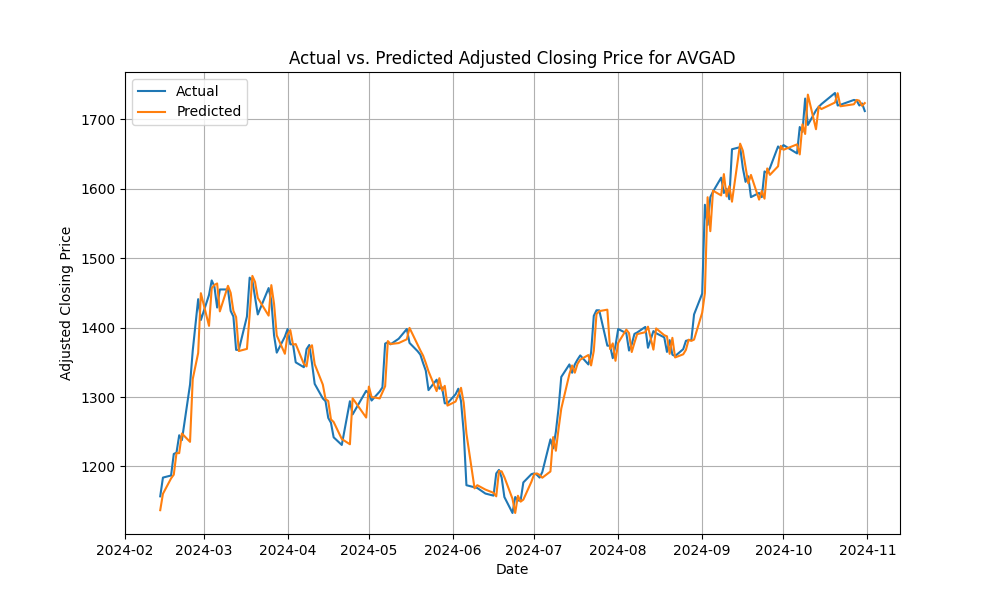 Actual vs. Predicted Adjusted Closing Price for AVGAD
Actual
Predicted
Adjusted Closing Price
1700
1600
1500
1400
1300
1200
2024-02 2024-03 2024-04 2024-05 2024-06 2024-07 2024-08 2024-09 2024-10 2024-11
Date